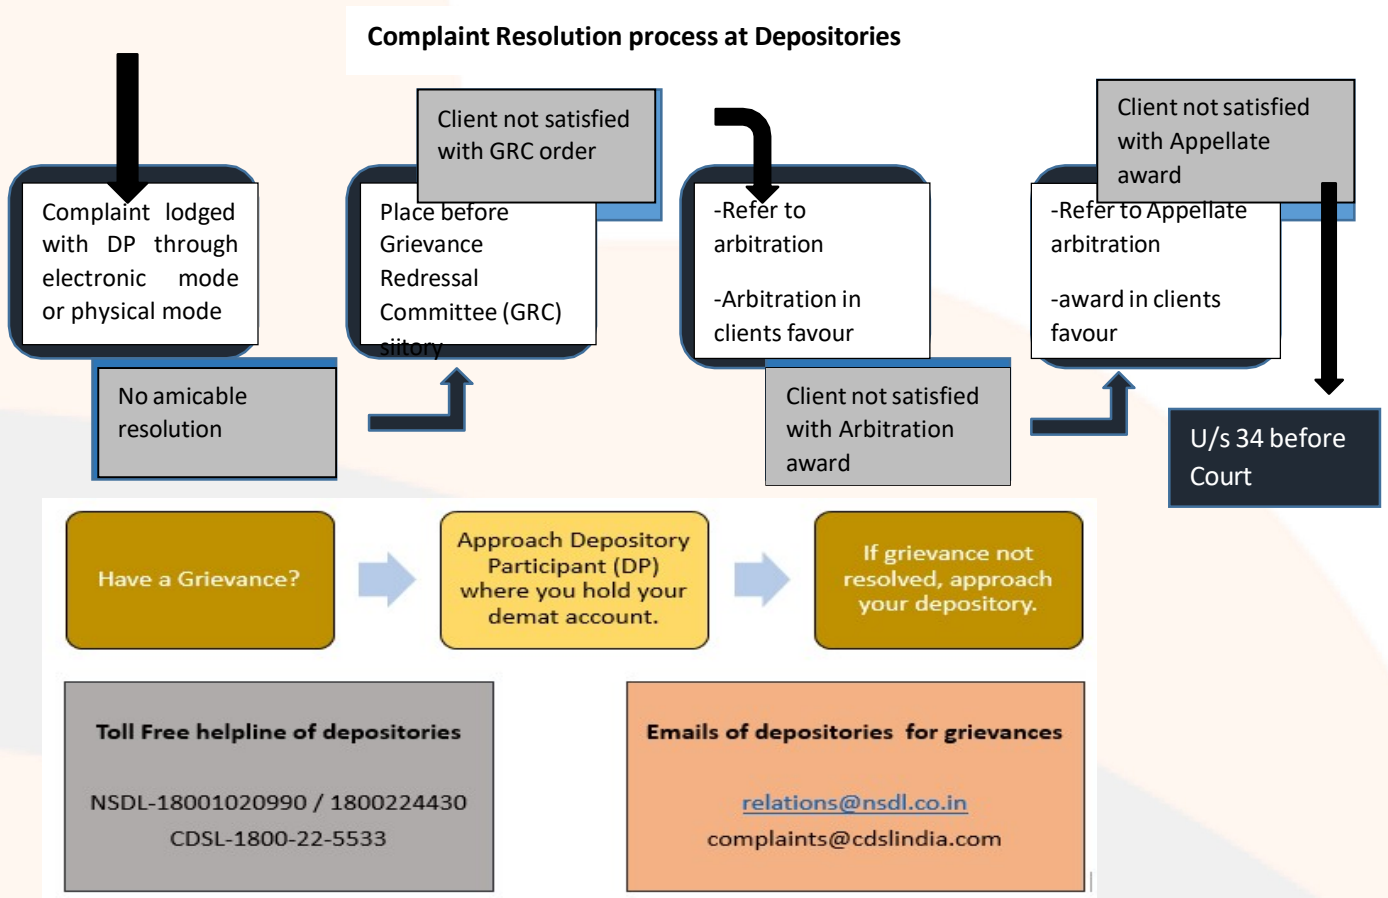 Complaint Resolution process at Depositories
Complaint lodged
with DP through
electronic mode
or physical mode
No amicable
resolution
Place before
Grievance
Redressal
Committee (GRC)
siitory
Client not satisfied
with GRC order
-Refer to
arbitration
-Arbitration in
clients favour
Client not satisfied
with Arbitration
award
-Refer to Appellate
arbitration
-award in clients
favour
Client not satisfied
with Appellate
award
U/s 34 before
Court
Have a Grievance?
Approach Depository
Participant (DP)
where you hold your
demat account.
If grievance not
resolved, approach
your depository.
Toll Free helpline of depositories
NSDL-18001020990 / 1800224430
CDSL-1800-22-5533
Emails of depositories for grievances
relations@nsdl.co.in
complaints@cdslindia.com